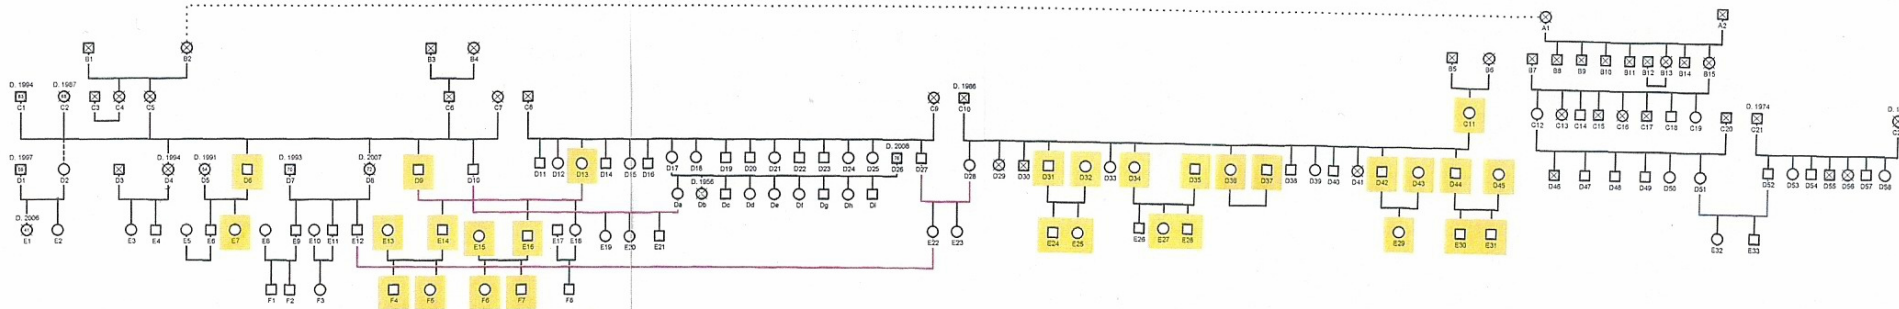 A1 A2
B1 B2 B3 B4 B5 B6 B7 B8 B9 B10 B11 B12 B13 B14 B15
D. 1994 D. 1987 D. 1986 D. 1974
C1 C2 C3 C4 C5 C6 C7 C8 C9 C10 C11 C12 C13 C14 C15 C16 C17 C18 C19 C20 C21
D. 1997 D. 1994 D. 1991 D. 1993 D. 2007 D. 2008
D1 D2 D3 D4 D5 D6 D7 D8 D9 D10 D11 D12 D13 D14 D15 D16 D17 D18 D19 D20 D21 D22 D23 D24 D25 D26 D27 D28 D29 D30 D31 D32 D33 D34 D35 D36 D37 D38 D39 D40 D41 D42 D43 D44 D45 D46 D47 D48 D49 D50 D51 D52 D53 D54 D55 D56 D57 D58
D. 1956
Da Db Dc Dd De Df Dg Dh Di
D. 2006
E1 E2 E3 E4 E5 E6 E7 E8 E9 E10 E11 E12 E13 E14 E15 E16 E17 E18 E19 E20 E21 E22 E23 E24 E25 E26 E27 E28 E29 E30 E31 E32 E33
F1 F2 F3 F4 F5 F6 F7 F8